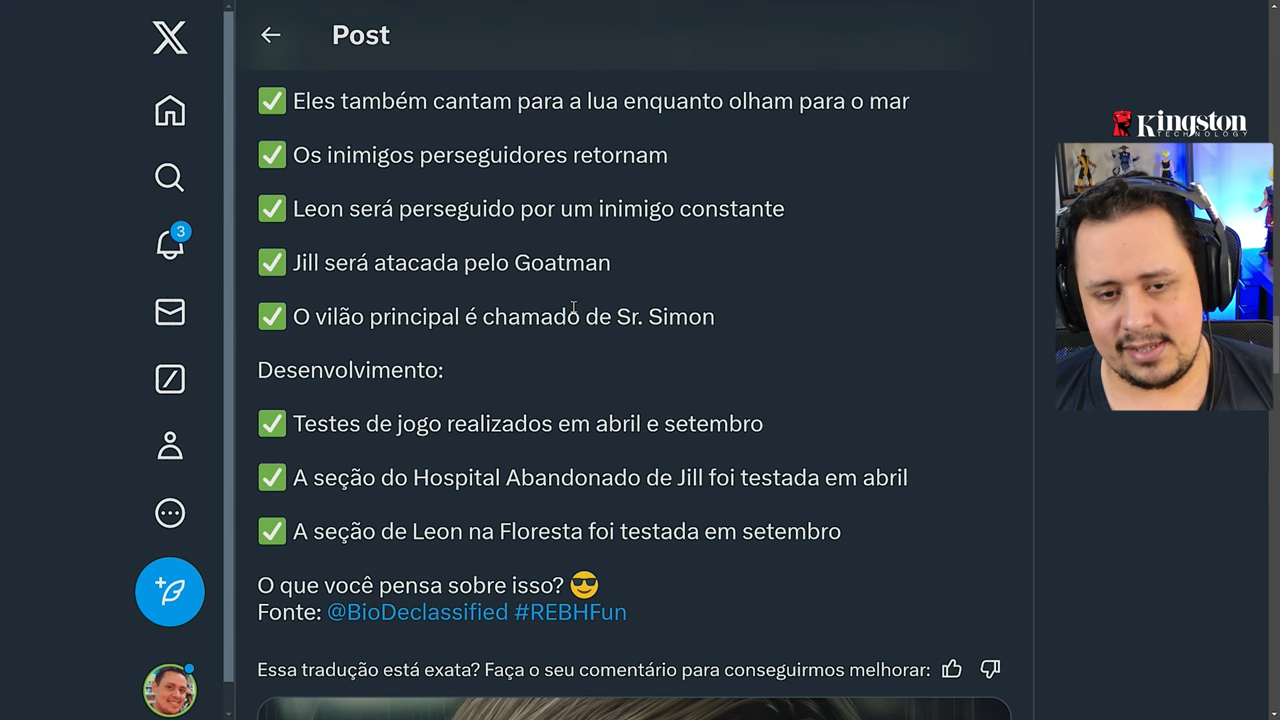 Post
✅ Eles também cantam para a lua enquanto olham para o mar
✅ Os inimigos perseguidores retornam
✅ Leon será perseguido por um inimigo constante
✅ Jill será atacada pelo Goatman
✅ O vilão principal é chamado de Sr. Simon
Desenvolvimento:
✅ Testes de jogo realizados em abril e setembro
✅ A seção do Hospital Abandonado de Jill foi testada em abril
✅ A seção de Leon na Floresta foi testada em setembro
O que você pensa sobre isso? 😎
Fonte: @BioDeclassified #REBHFun
Essa tradução está exata? Faça o seu comentário para conseguirmos melhorar:
3
Kingston
TECHNOLOGY